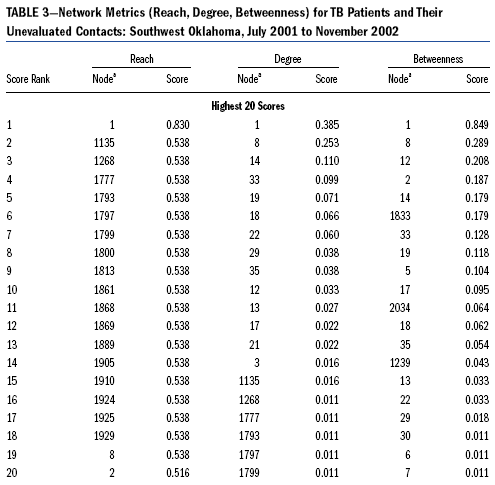 TABLE 3—Network Metrics (Reach, Degree, Betweenness) for TB Patients and Their
Unevaluated Contacts: Southwest Oklahoma, July 2001 to November 2002
Reach Degree Betweenness
Score Rank Nodeª Score Nodeª Score Nodeª Score
Highest 20 Scores
1 1 0.830 1 0.385 1 0.849
2 1135 0.538 8 0.253 8 0.289
3 1268 0.538 14 0.110 12 0.208
4 1777 0.538 33 0.099 2 0.187
5 1793 0.538 19 0.071 14 0.179
6 1797 0.538 18 0.066 1833 0.179
7 1799 0.538 22 0.060 33 0.128
8 1800 0.538 29 0.038 19 0.118
9 1813 0.538 35 0.038 5 0.104
10 1861 0.538 12 0.033 17 0.095
11 1868 0.538 13 0.027 2034 0.064
12 1869 0.538 17 0.022 18 0.062
13 1889 0.538 21 0.022 35 0.054
14 1905 0.538 3 0.016 1239 0.043
15 1910 0.538 1135 0.016 13 0.033
16 1924 0.538 1268 0.011 22 0.033
17 1925 0.538 1777 0.011 29 0.018
18 1929 0.538 1793 0.011 30 0.011
19 8 0.538 1797 0.011 6 0.011
20 2 0.516 1799 0.011 7 0.011